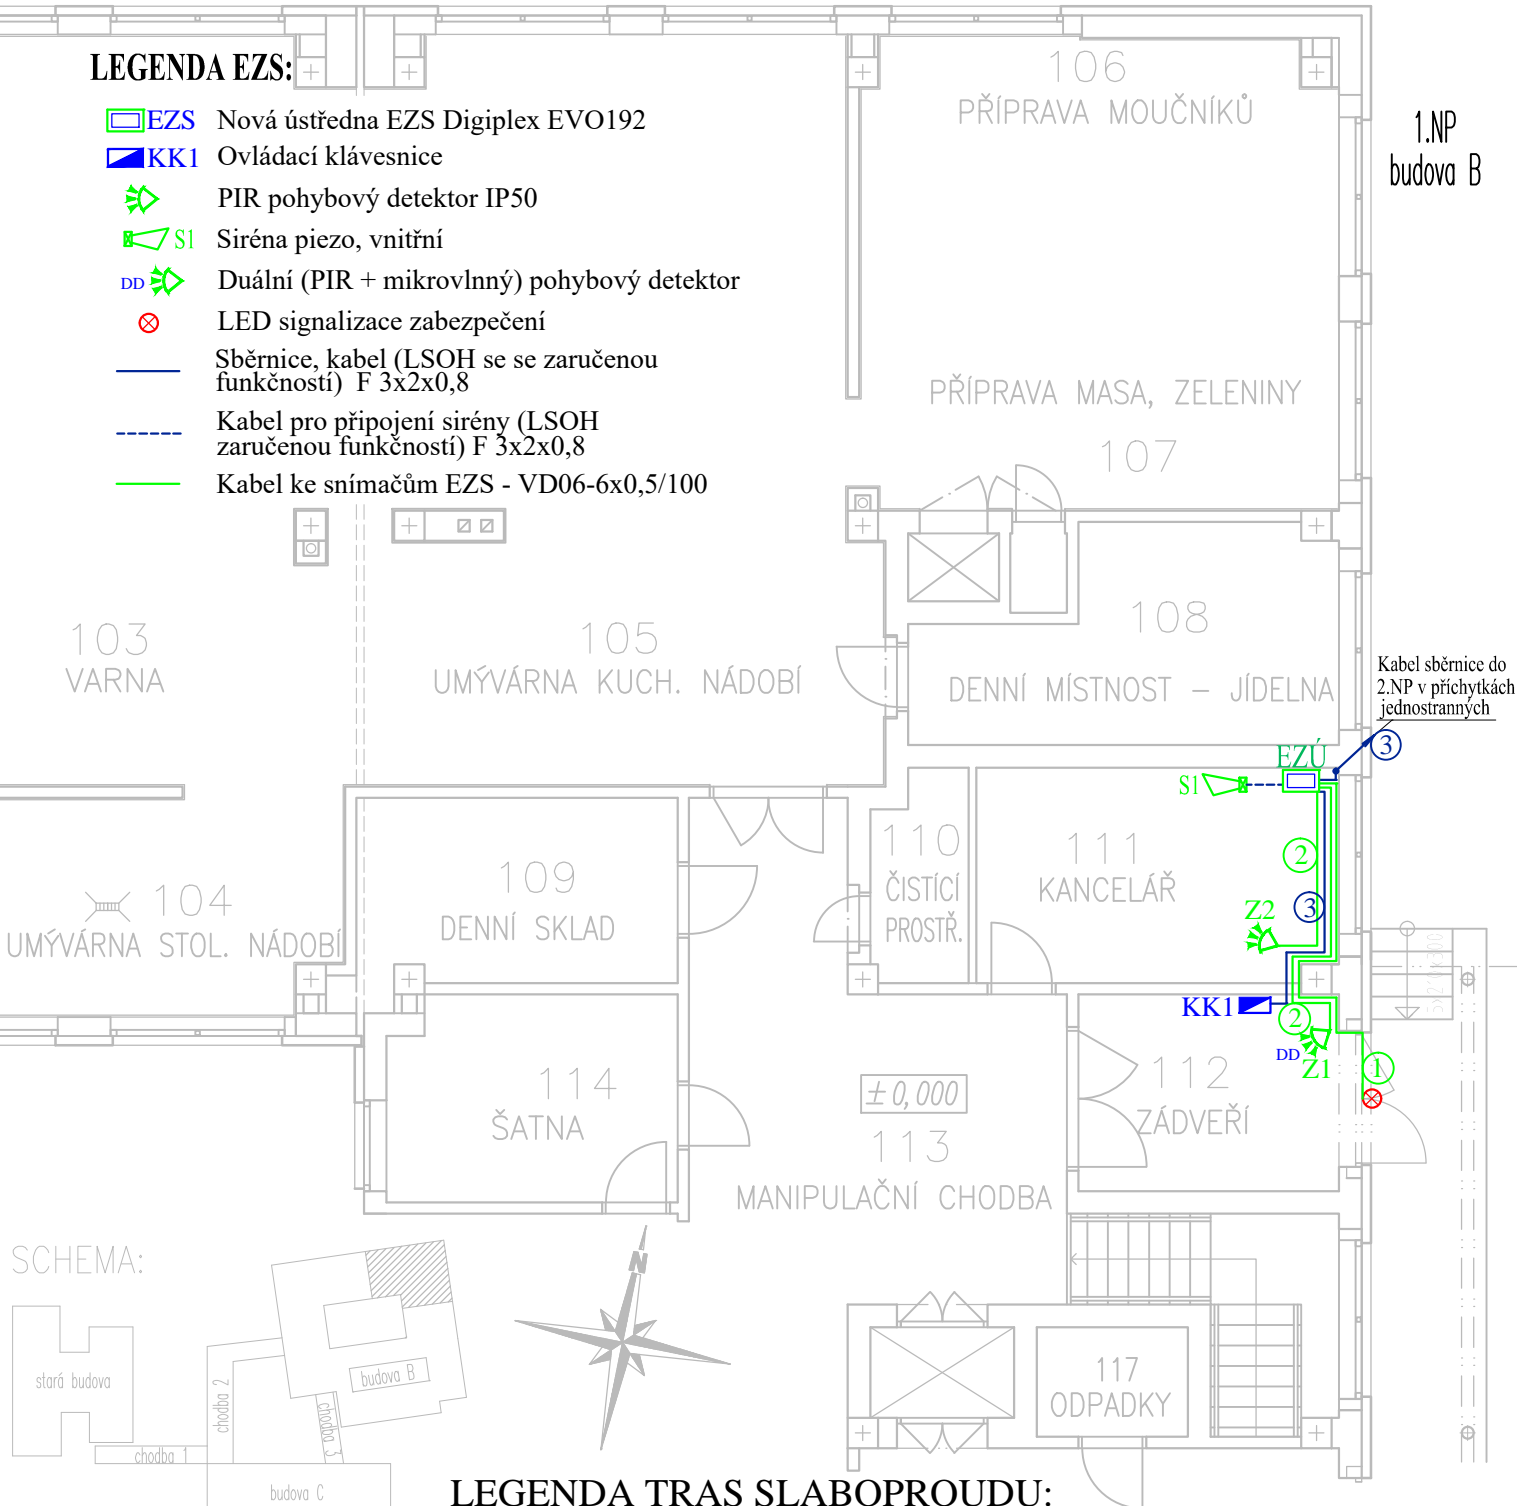 LEGENDA EZS:
EZS Nová ústředna EZS Digiplex EVO192
KK1 Ovládací klávesnice
PIR pohybový detektor IP50
S1 Siréna piezo, vnitřní
DD Duální (PIR + mikrovlnný) pohybový detektor
LED signalizace zabezpečení
Sběrnice, kabel (LSOH se se zaručenou
funkčností) F 3x2x0,8
Kabel pro připojení sirény (LSOH
zaručenou funkčností) F 3x2x0,8
Kabel ke snímačům EZS - VD06-6x0,5/100
106
PŘÍPRAVA MOUČNÍKŮ
1.NP
budova B
PŘÍPRAVA MASA, ZELENINY
107
103
VARNA
105
UMÝVÁRNA KUCH. NÁDOBÍ
108
DENNÍ MÍSTNOST – JÍDELNA
Kabel sběrnice do
2.NP v příchytkách
jednostranných
3
EZÚ
S1
104
UMÝVÁRNA STOL. NÁDOBÍ
109
DENNÍ SKLAD
110
ČISTÍCÍ
PROSTŘ.
111
KANCELÁŘ
2
3
Z2
KK1
2
DD
Z1
1
114
ŠATNA
±0,000
113
MANIPULAČNÍ CHODBA
112
ZÁDVEŘÍ
SCHEMA:
N
stará budova
chodba 2
budova B
chodba 3
chodba 1
budova C
117
ODPADKY
LEGENDA TRAS SLABOPROUDU: